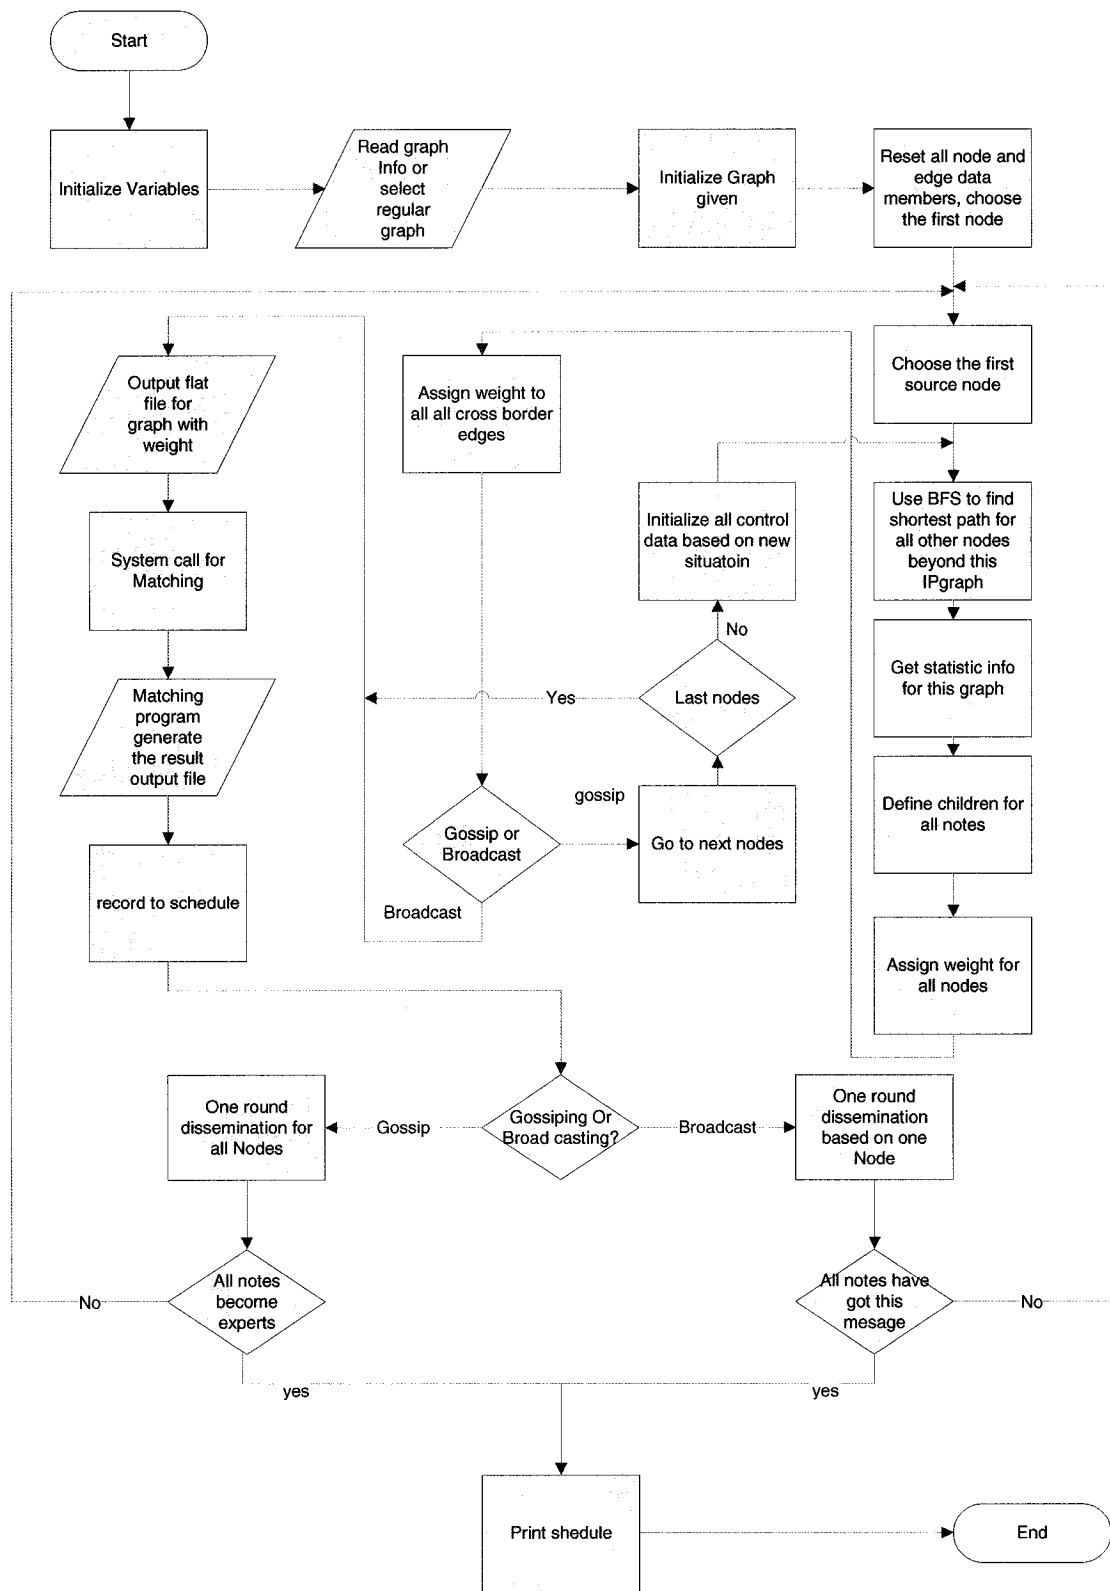 Start
Initialize Variables
Read graph
Info or
select
regular
graph
Initialize Graph
given
Reset all node and
edge data
members, choose
the first node
Output flat
file for
graph with
weight
Assign weight to
all all cross border
edges
Choose the first
source node
System call for
Matching
Initialize all control
data based on new
situatoin
Use BFS to find
shortest path for
all other nodes
beyond this
IPgraph
No
Get statistic info
for this graph
Yes
Last nodes
Matching
program
generate
the result
output file
gossip
Gossip or
Broadcast
Go to next nodes
Define children for
all notes
record to schedule
Broadcast
Assign weight for
all nodes
One round
dissemination for
all Nodes
Gossip
Gossiping Or
Broad casting?
Broadcast
One round
dissemination
based on one
Node
No
All notes
become
experts
All notes have
got this
mesage
No
yes
yes
Print shedule
End